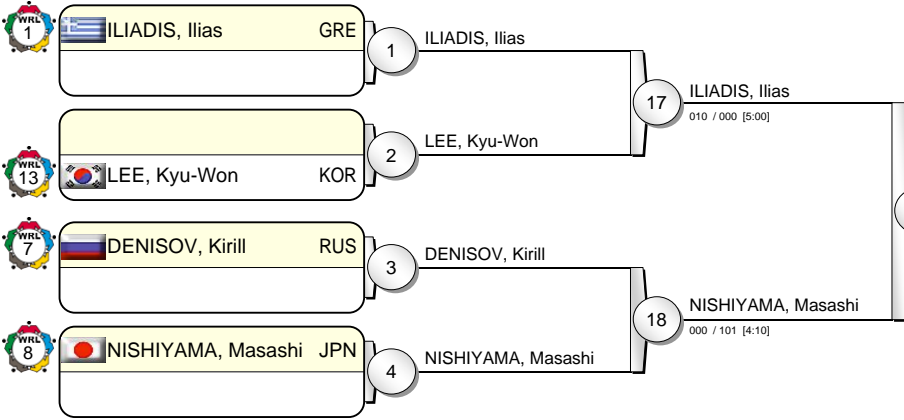 WRL
1
ILIADIS, Ilias GRE
1
ILIADIS, Ilias
17
ILIADIS, Ilias
010 / 000 [5:00]
2
LEE, Kyu-Won
WRL
13
LEE, Kyu-Won KOR
WRL
7
DENISOV, Kirill RUS
3
DENISOV, Kirill
18
NISHIYAMA, Masashi
000 / 101 [4:10]
WRL
8
NISHIYAMA, Masashi JPN
4
NISHIYAMA, Masashi